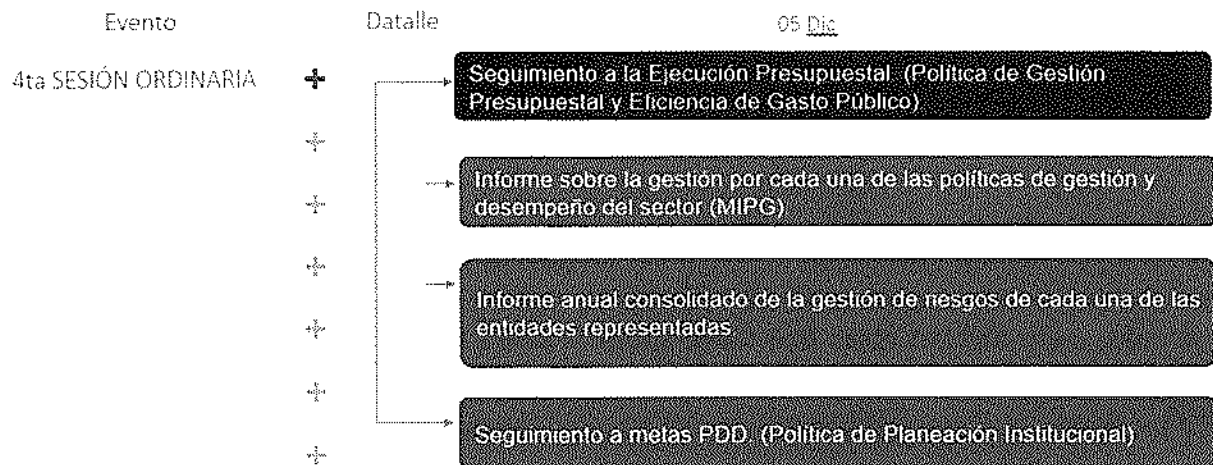 Evento Datalle 05 Dic
4ta SESIÓN ORDINARIA
Seguimiento a la Ejecución Presupuestal. (Política de Gestión
Presupuestal y Eficiencia de Gasto Público)
Informe sobre la gestión por cada una de las políticas de gestión y
desempeño del sector (MIPG)
Informe anual consolidado de la gestión de riesgos de cada una de las
entidades representadas
Seguimiento a metas PDD. (Política de Planeación Institucional)